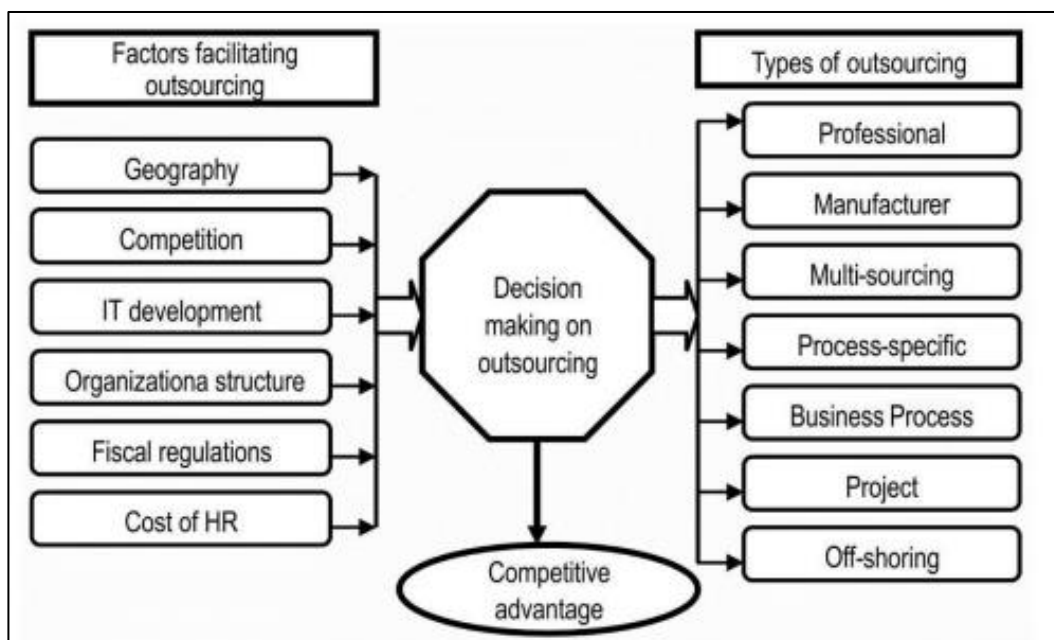 Factors facilitating
outsourcing
Geography
Competition
IT development
Organizationa structure
Fiscal regulations
Cost of HR
Decision
making on
outsourcing
Competitive
advantage
Types of outsourcing
Professional
Manufacturer
Multi-sourcing
Process-specific
Business Process
Project
Off-shoring